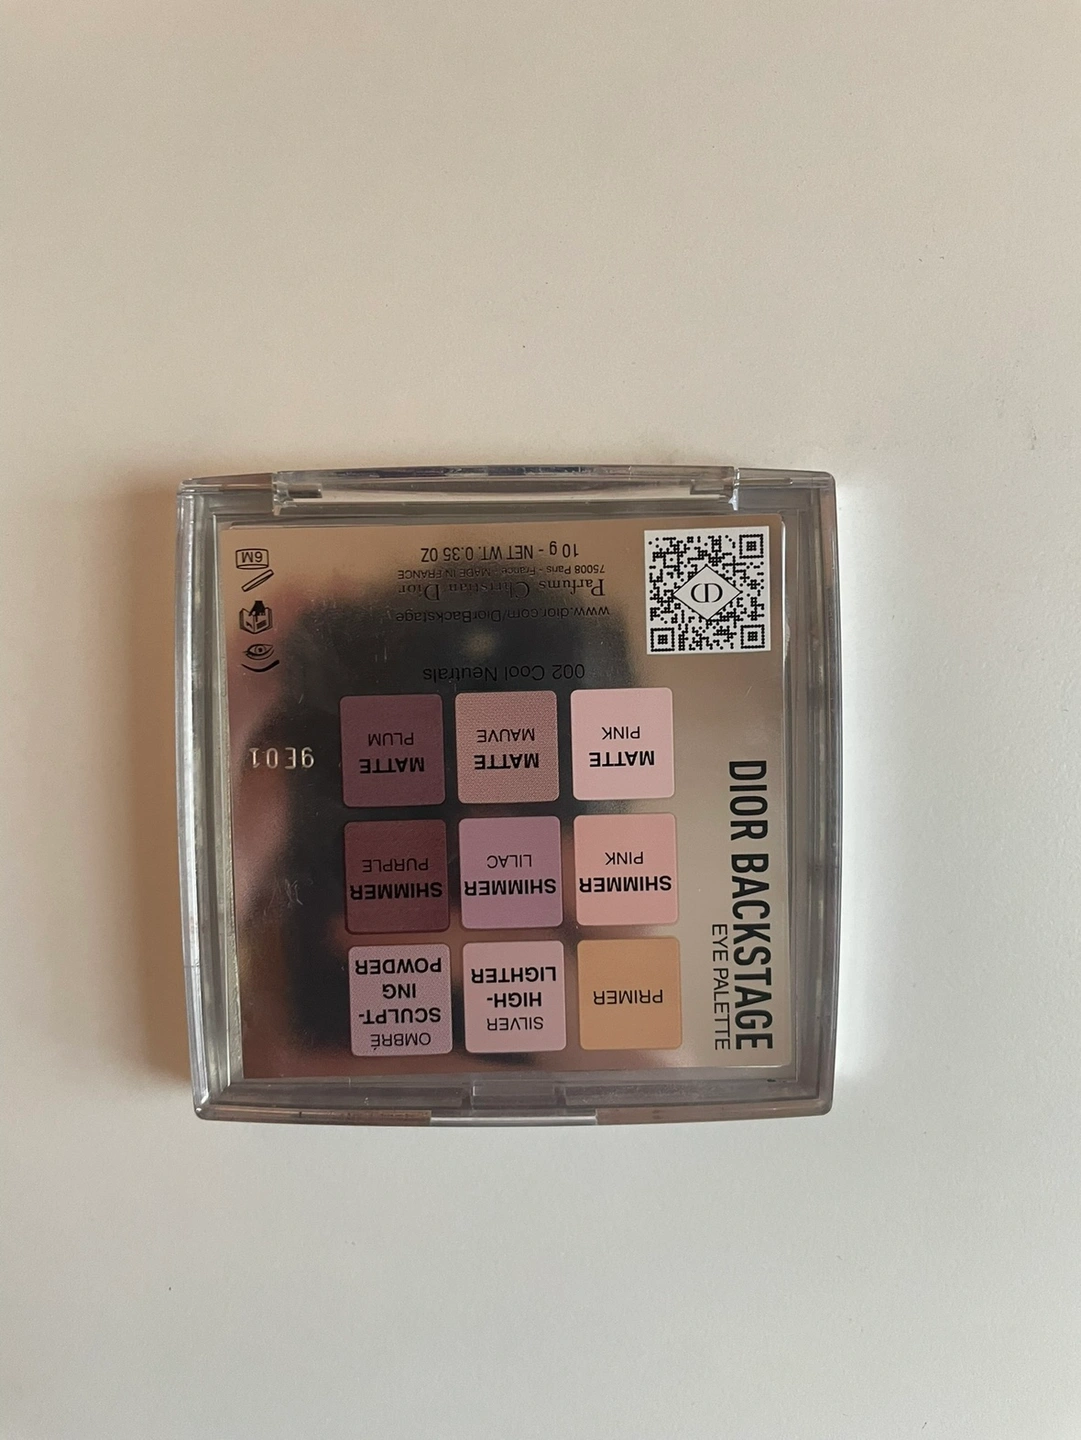 DIOR BACKSTAGE
EYE PALETTE
PRIMER
SILVER
HIGH-
LIGHTER
OMBRÉ
SCULPT-
ING
POWDER
SHIMMER
PINK
SHIMMER
LILAC
SHIMMER
PURPLE
MATTE
PINK
MATTE
MAUVE
MATTE
PLUM
9E01
002 Cool Neutrals
www.dior.com/DiorBackstage
Parfums Christian Dior
75008 Paris - France - MADE IN FRANCE
10 g - NET WT. 0.35 OZ
6M
CD